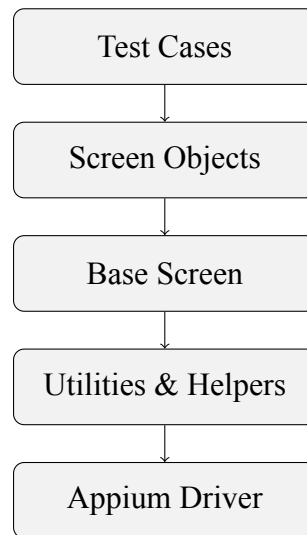 Test Cases
Screen Objects
Base Screen
Utilities & Helpers
Appium Driver